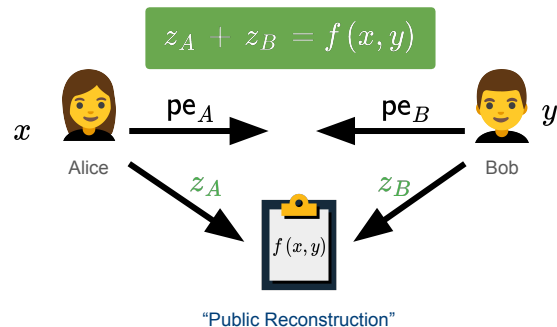 z_A + z_B = f(x, y)
x pe_A pe_B y
Alice Bob
z_A z_B
f(x, y)
“Public Reconstruction”